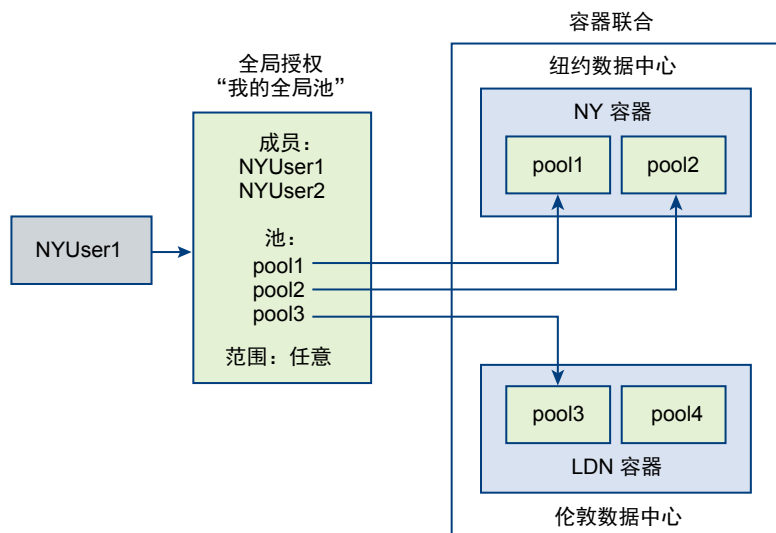 容器联合
全局授权
“我的全局池”
纽约数据中心
NY 容器
pool1
pool2
成员：
NYUser1
NYUser2
NYUser1
池：
pool1
pool2
pool3
范围：任意
pool3
pool4
LDN 容器
伦敦数据中心